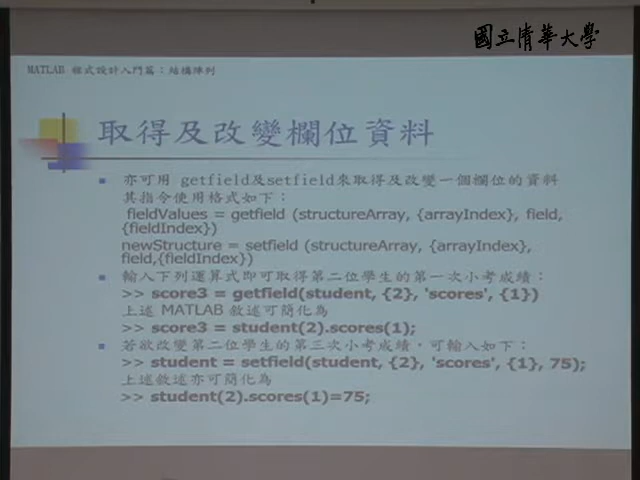 國立清華大學
MATLAB 程式設計入門篇：結構陣列
取得及改變欄位資料
亦可用 getfield及setfield來取得及改變一個欄位的資料
其指令使用格式如下：
fieldValues = getfield (structureArray, {arrayIndex}, field,
{fieldIndex})
newStructure = setfield (structureArray, {arrayIndex},
field,{fieldIndex})
輸入下列運算式即可取得第二位學生的第一次小考成績：
>> score3 = getfield(student, {2}, 'scores', {1})
上述 MATLAB 敘述可簡化為
>> score3 = student(2).scores(1);
若欲改變第二位學生的第三次小考成績，可輸入如下：
>> student = setfield(student, {2}, 'scores', {1}, 75);
上述敘述亦可簡化為
>> student(2).scores(1)=75;